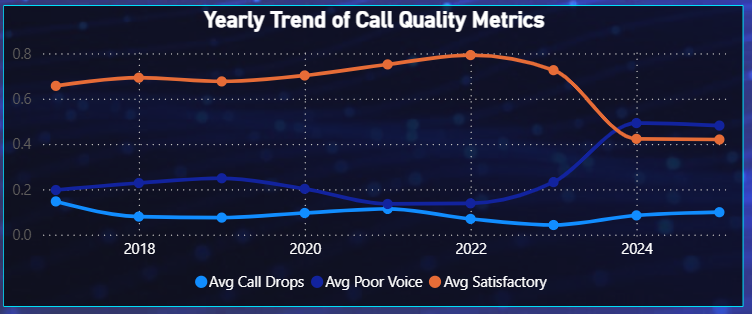 Yearly Trend of Call Quality Metrics
0.8
0.6
0.4
0.2
0.0
2018 2020 2022 2024
Avg Call Drops Avg Poor Voice Avg Satisfactory